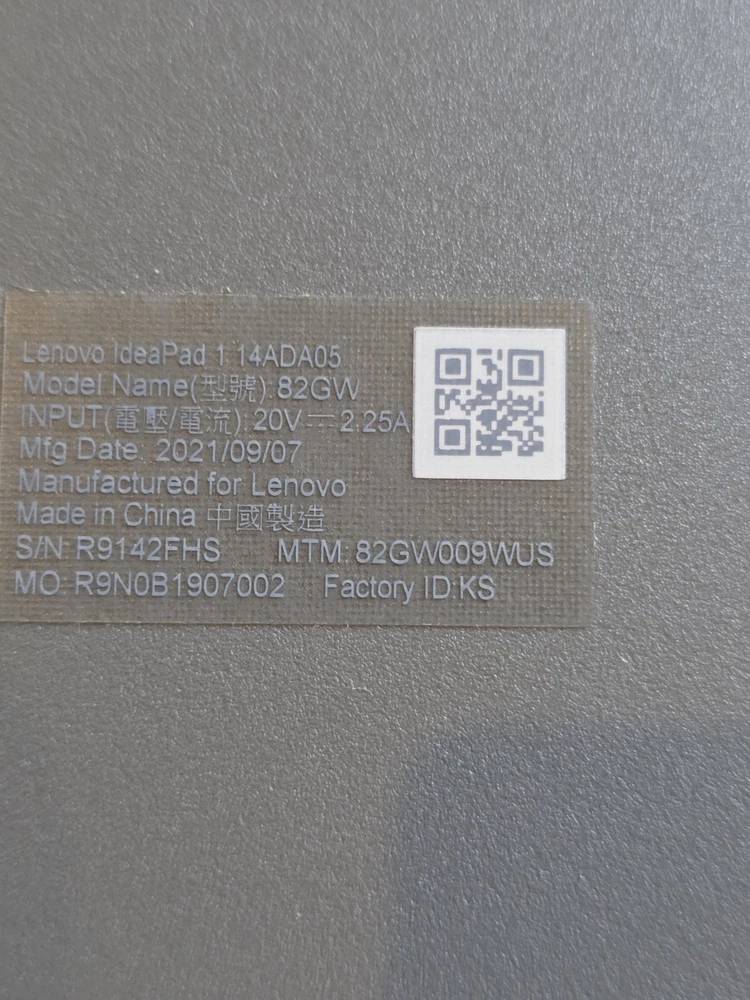 Lenovo IdeaPad 1 14ADA05
Model Name(型號): 82GW
INPUT(電壓/電流): 20V⎓2.25A
Mfg Date: 2021/09/07
Manufactured for Lenovo
Made in China 中國製造
S/N: R9142FHS MTM: 82GW009WUS
MO: R9N0B1907002 Factory ID:KS